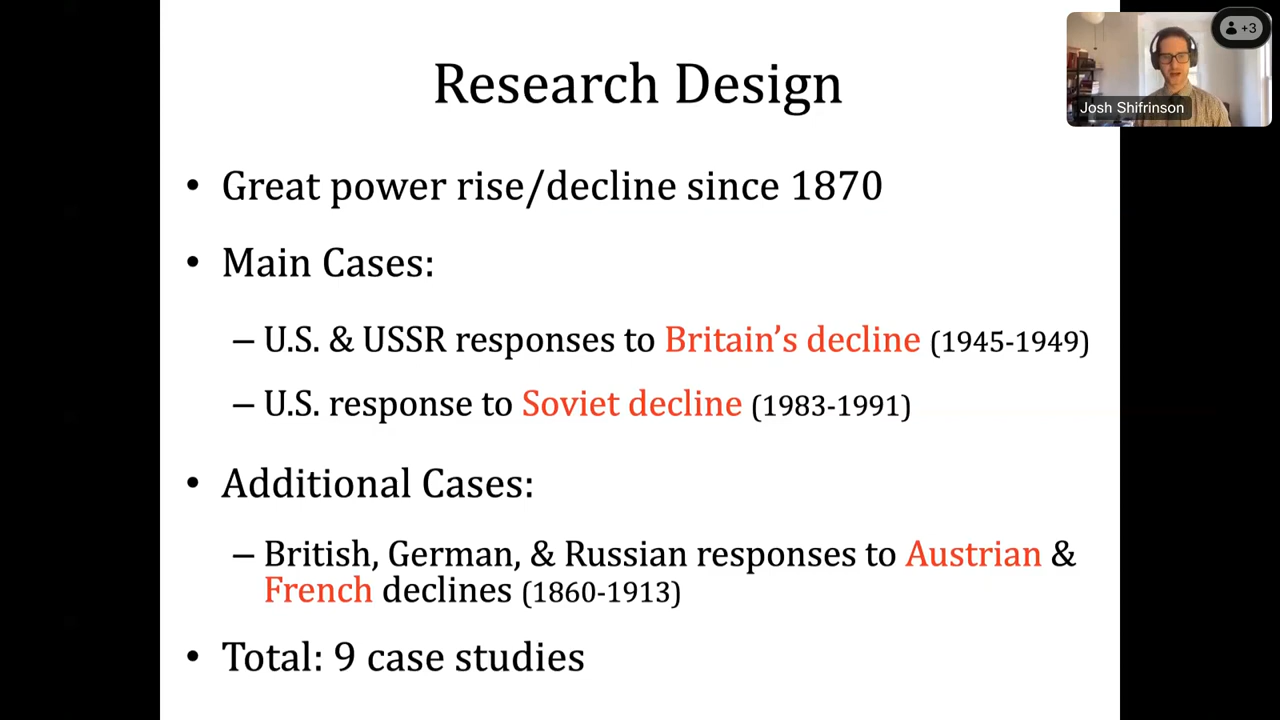 Research Design
+3
Josh Shifrinson
• Great power rise/decline since 1870
• Main Cases:
– U.S. & USSR responses to Britain’s decline (1945-1949)
– U.S. response to Soviet decline (1983-1991)
• Additional Cases:
– British, German, & Russian responses to Austrian &
French declines (1860-1913)
• Total: 9 case studies